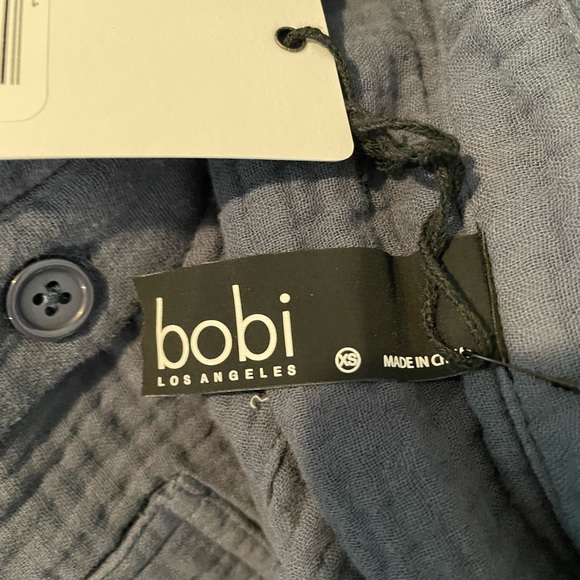 bobi
LOS ANGELES
XS
MADE IN